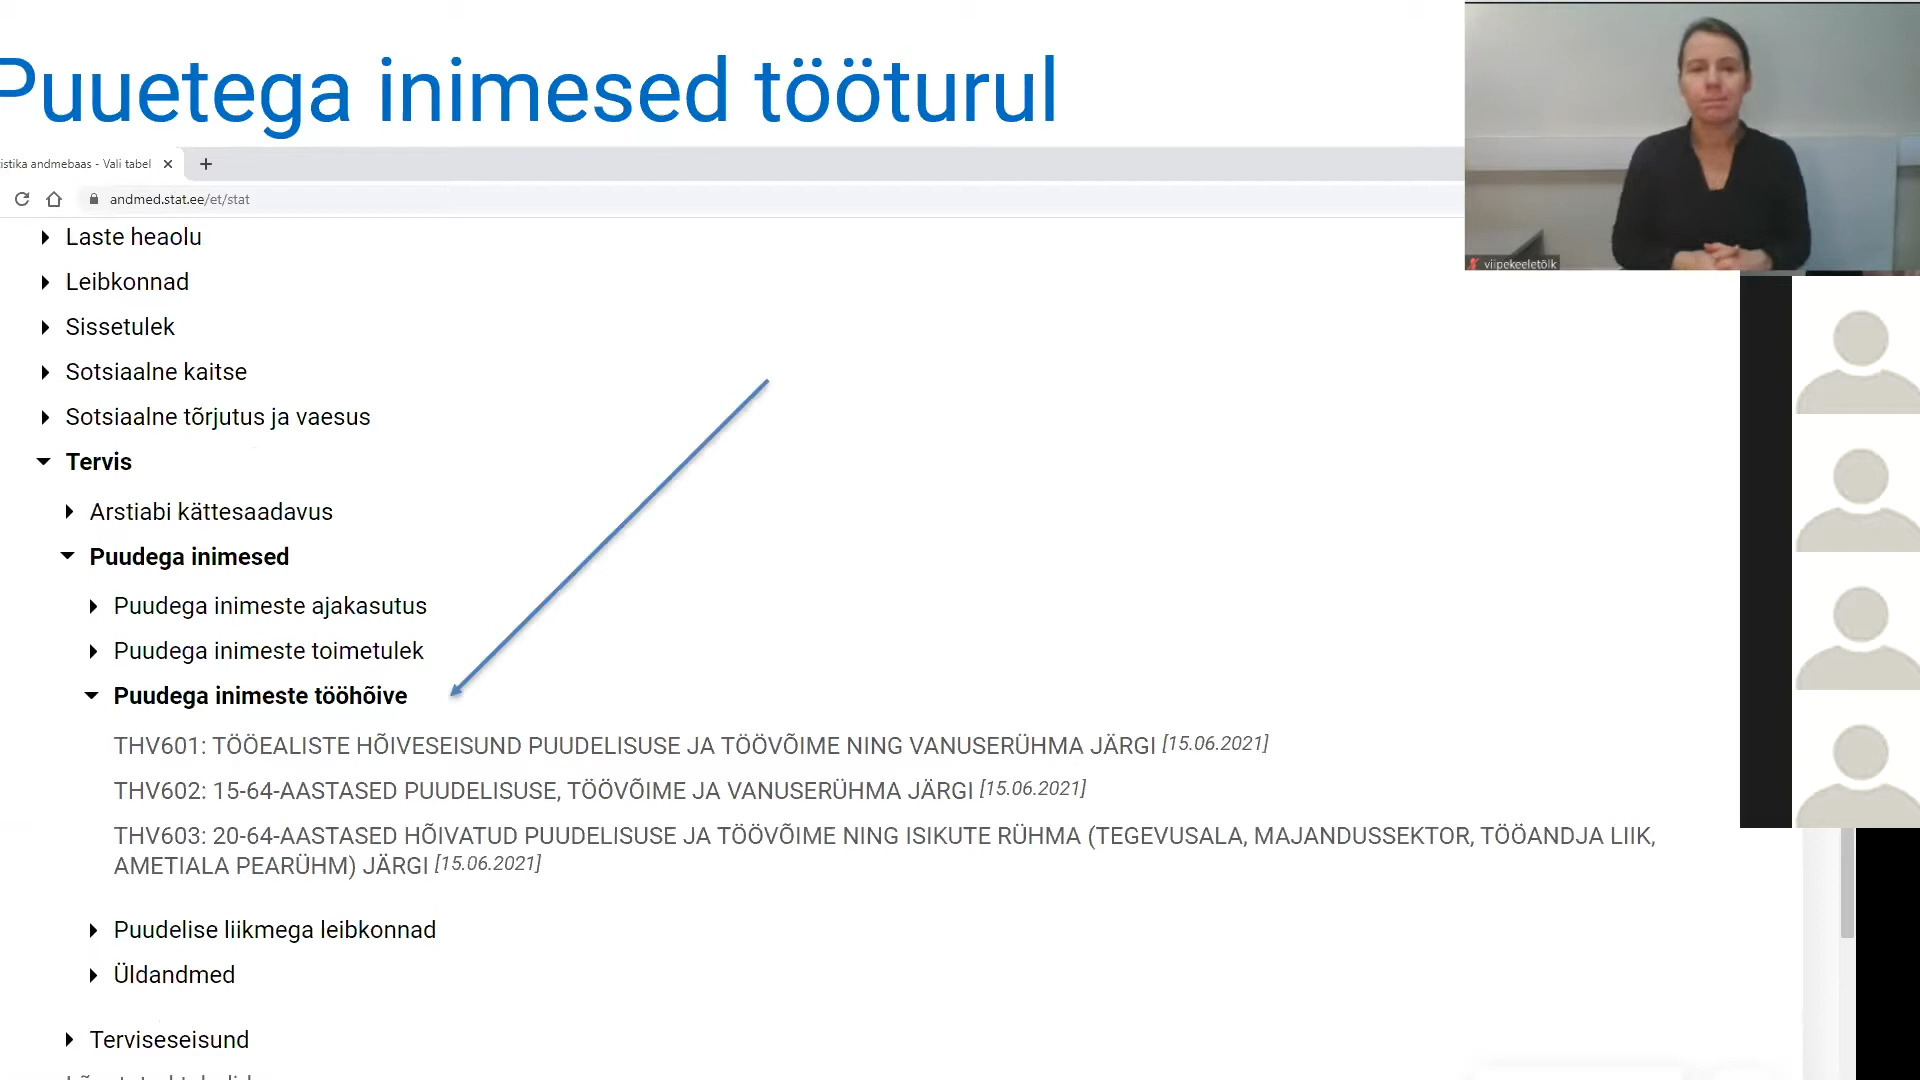 Puuetega inimesed tööturul
istika andmebaas - Vali tabel
andmed.stat.ee/et/stat
viipekeeletõlk
Laste heaolu
Leibkonnad
Sissetulek
Sotsiaalne kaitse
Sotsiaalne tõrjutus ja vaesus
Tervis
Arstiabi kättesaadavus
Puudega inimesed
Puudega inimeste ajakasutus
Puudega inimeste toimetulek
Puudega inimeste tööhõive
THV601: TÖÖEALISTE HÕIVESEISUND PUUDELISUSE JA TÖÖVÕIME NING VANUSERÜHMA JÄRGI [15.06.2021]
THV602: 15-64-AASTASED PUUDELISUSE, TÖÖVÕIME JA VANUSERÜHMA JÄRGI [15.06.2021]
THV603: 20-64-AASTASED HÕIVATUD PUUDELISUSE JA TÖÖVÕIME NING ISIKUTE RÜHMA (TEGEVUSALA, MAJANDUSSEKTOR, TÖÖANDJA LIIK,
AMETIALA PEARÜHM) JÄRGI [15.06.2021]
Puudelise liikmega leibkonnad
Üldandmed
Terviseseisund